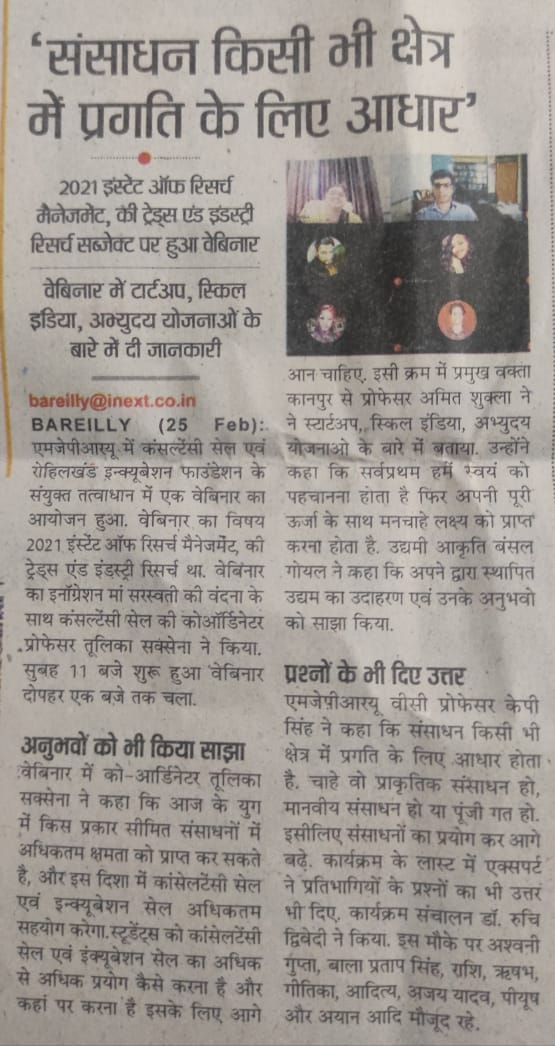 ‘संसाधन किसी भी क्षेत्र
में प्रगति के लिए आधार’
2021 इंस्टेट ऑफ रिसर्च
मैनेजमेंट, की ट्रेड्स एंड इंडस्ट्री
रिसर्च सब्जेक्ट पर हुआ वेबिनार
वेबिनार में टार्टअप, स्किल
इडिया, अभ्युदय योजनाओं के
बारे में दी जानकारी
bareilly@inext.co.in
BAREILLY (25 Feb):
एमजेपीआरयू में कंसल्टेंसी सेल एवं
रोहिलखंड इन्क्यूबेशन फाउंडेशन के
संयुक्त तत्वाधान में एक वेबिनार का
आयोजन हुआ. वेबिनार का विषय
2021 इंस्टेंट ऑफ रिसर्च मैनेजमेंट, की
ट्रेड्स एंड इंडस्ट्री रिसर्च था. वेबिनार
का इनॉग्रेशन मां सरस्वती की वंदना के
साथ कंसल्टेंसी सेल की कोऑर्डिनेटर
प्रोफेसर तूलिका सक्सेना ने किया.
सुबह 11 बजे शुरू हुआ वेबिनार
दोपहर एक बजे तक चला.
अनुभवों को भी किया साझा
वेबिनार में को-आर्डिनेटर तूलिका
सक्सेना ने कहा कि आज के युग
में किस प्रकार सीमित संसाधनों में
अधिकतम क्षमता को प्राप्त कर सकते
है, और इस दिशा में कांसेलटेंसी सेल
एवं इन्क्यूबेशन सेल अधिकतम
सहयोग करेगा.स्टूडेंट्स को कांसेलटेंसी
सेल एवं इंक्यूबेशन सेल का अधिक
से अधिक प्रयोग कैसे करना है और
कहां पर करना है इसके लिए आगे
आन चाहिए. इसी क्रम में प्रमुख वक्ता
कानपुर से प्रोफेसर अमित शुक्ला ने
ने स्टार्टअप,, स्किल इंडिया, अभ्युदय
योजनाओ के बारे में बताया. उन्होंने
कहा कि सर्वप्रथम हमें स्वयं को
पहचानना होता है फिर अपनी पूरी
ऊर्जा के साथ मनचाहे लक्ष्य को प्राप्त
करना होता है. उद्यमी आकृति बंसल
गोयल ने कहा कि अपने द्वारा स्थापित
उद्यम का उदाहरण एवं उनके अनुभवो
को साझा किया.
प्रश्नों के भी दिए उत्तर
एमजेपीआरयू वीसी प्रोफेसर केपी
सिंह ने कहा कि संसाधन किसी भी
क्षेत्र में प्रगति के लिए आधार होता
है. चाहे वो प्राकृतिक संसाधन हो,
मानवीय संसाधन हो या पूंजी गत हो.
इसीलिए संसाधनों का प्रयोग कर आगे
बढ़े. कार्यक्रम के लास्ट में एक्सपर्ट
ने प्रतिभागियों के प्रश्नों का भी उत्तर
भी दिए. कार्यक्रम संचालन डॉ. रुचि
द्विवेदी ने किया. इस मौके पर अश्वनी
गुप्ता, बाला प्रताप सिंह, राशि, ऋषभ,
गीतिका, आदित्य, अजय यादव, पीयूष
और अयान आदि मौजूद रहे.